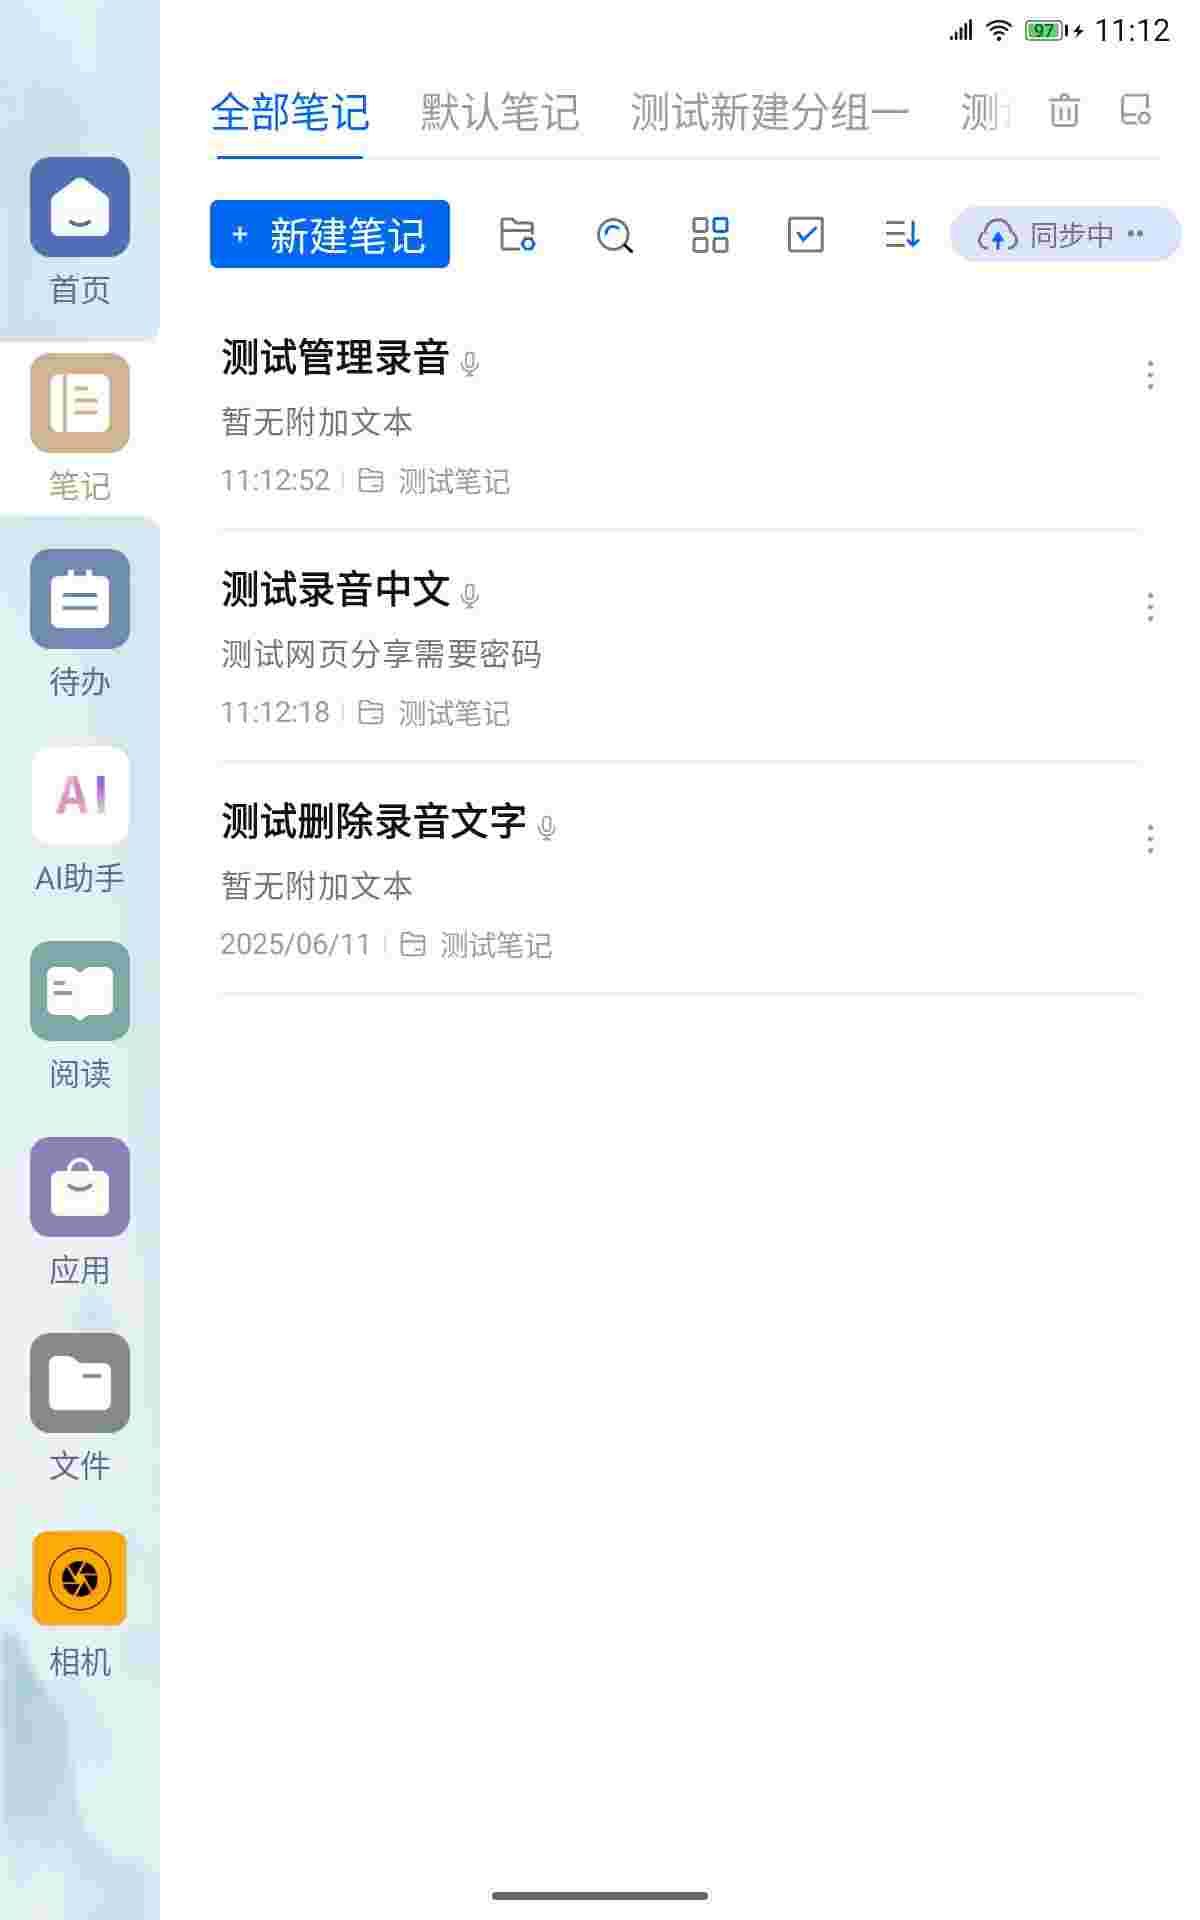 97 11:12
全部笔记 默认笔记 测试新建分组一 测
+ 新建笔记 同步中 ··
首页
笔记
待办
AI
AI助手
阅读
应用
文件
相机
测试管理录音
暂无附加文本
11:12:52 测试笔记
测试录音中文
测试网页分享需要密码
11:12:18 测试笔记
测试删除录音文字
暂无附加文本
2025/06/11 测试笔记